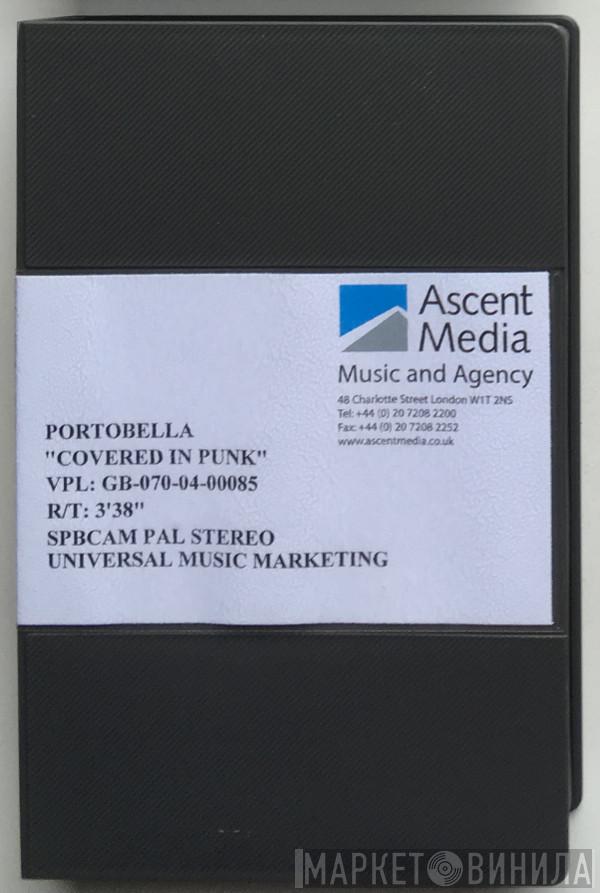 Ascent
Media
Music and Agency
48 Charlotte Street London W1T 2NS
Tel: +44 (0) 20 7208 2200
Fax: +44 (0) 20 7208 2252
www.ascentmedia.co.uk
PORTOBELLA
"COVERED IN PUNK"
VPL: GB-070-04-00085
R/T: 3'38"
SPBCAM PAL STEREO
UNIVERSAL MUSIC MARKETING
МАРКЕТ ВИНИЛА